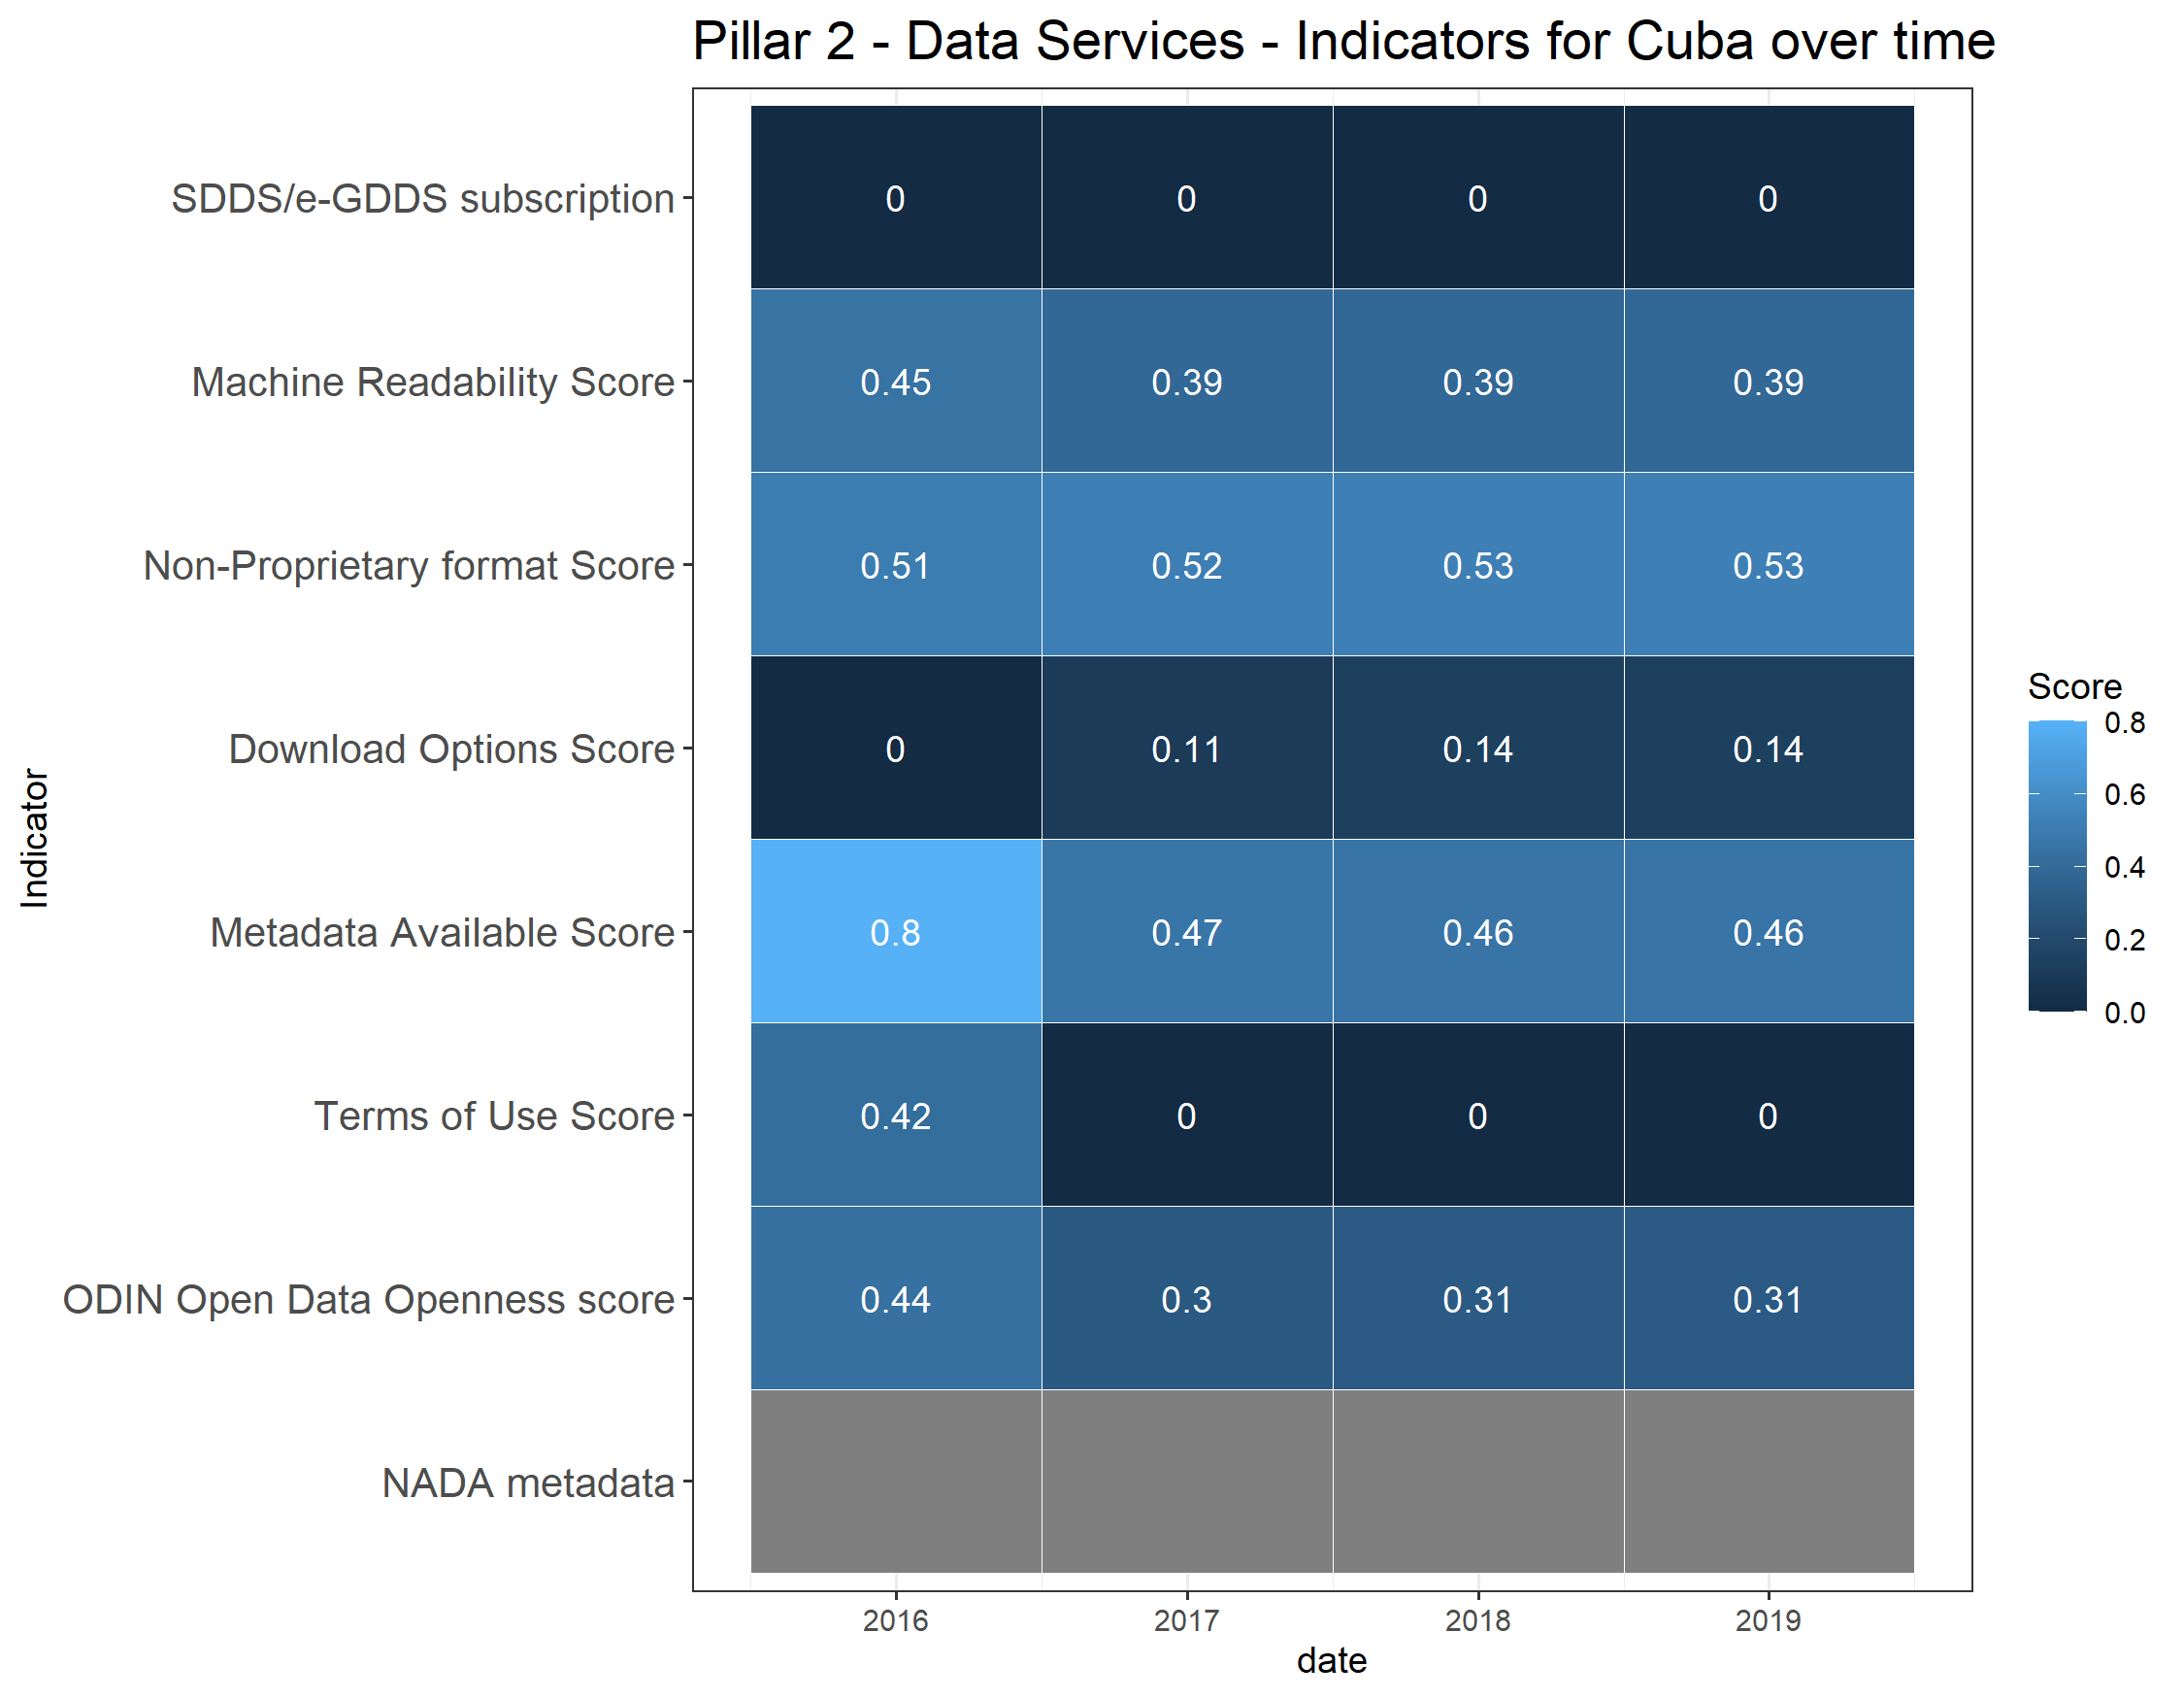 Pillar 2 - Data Services - Indicators for Cuba over time
Indicator
SDDS/e-GDDS subscription 0 0 0 0
Machine Readability Score 0.45 0.39 0.39 0.39
Non-Proprietary format Score 0.51 0.52 0.53 0.53
Download Options Score 0 0.11 0.14 0.14
Metadata Available Score 0.8 0.47 0.46 0.46
Terms of Use Score 0.42 0 0 0
ODIN Open Data Openness score 0.44 0.3 0.31 0.31
NADA metadata
2016 2017 2018 2019
date
Score
0.8
0.6
0.4
0.2
0.0